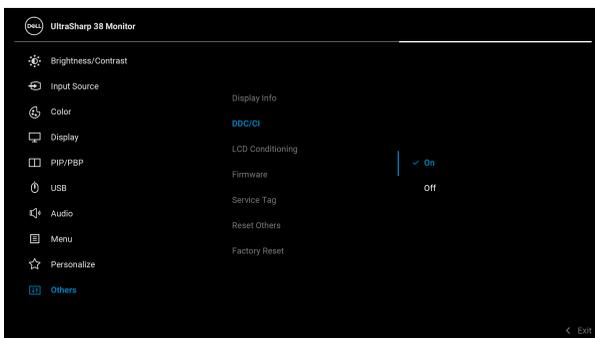 DELL
UltraSharp 38 Monitor
Brightness/Contrast
Input Source
Color
Display
PIP/PBP
USB
Audio
Menu
Personalize
Others
Display Info
DDC/CI
LCD Conditioning
Firmware
Service Tag
Reset Others
Factory Reset
On
Off
Exit